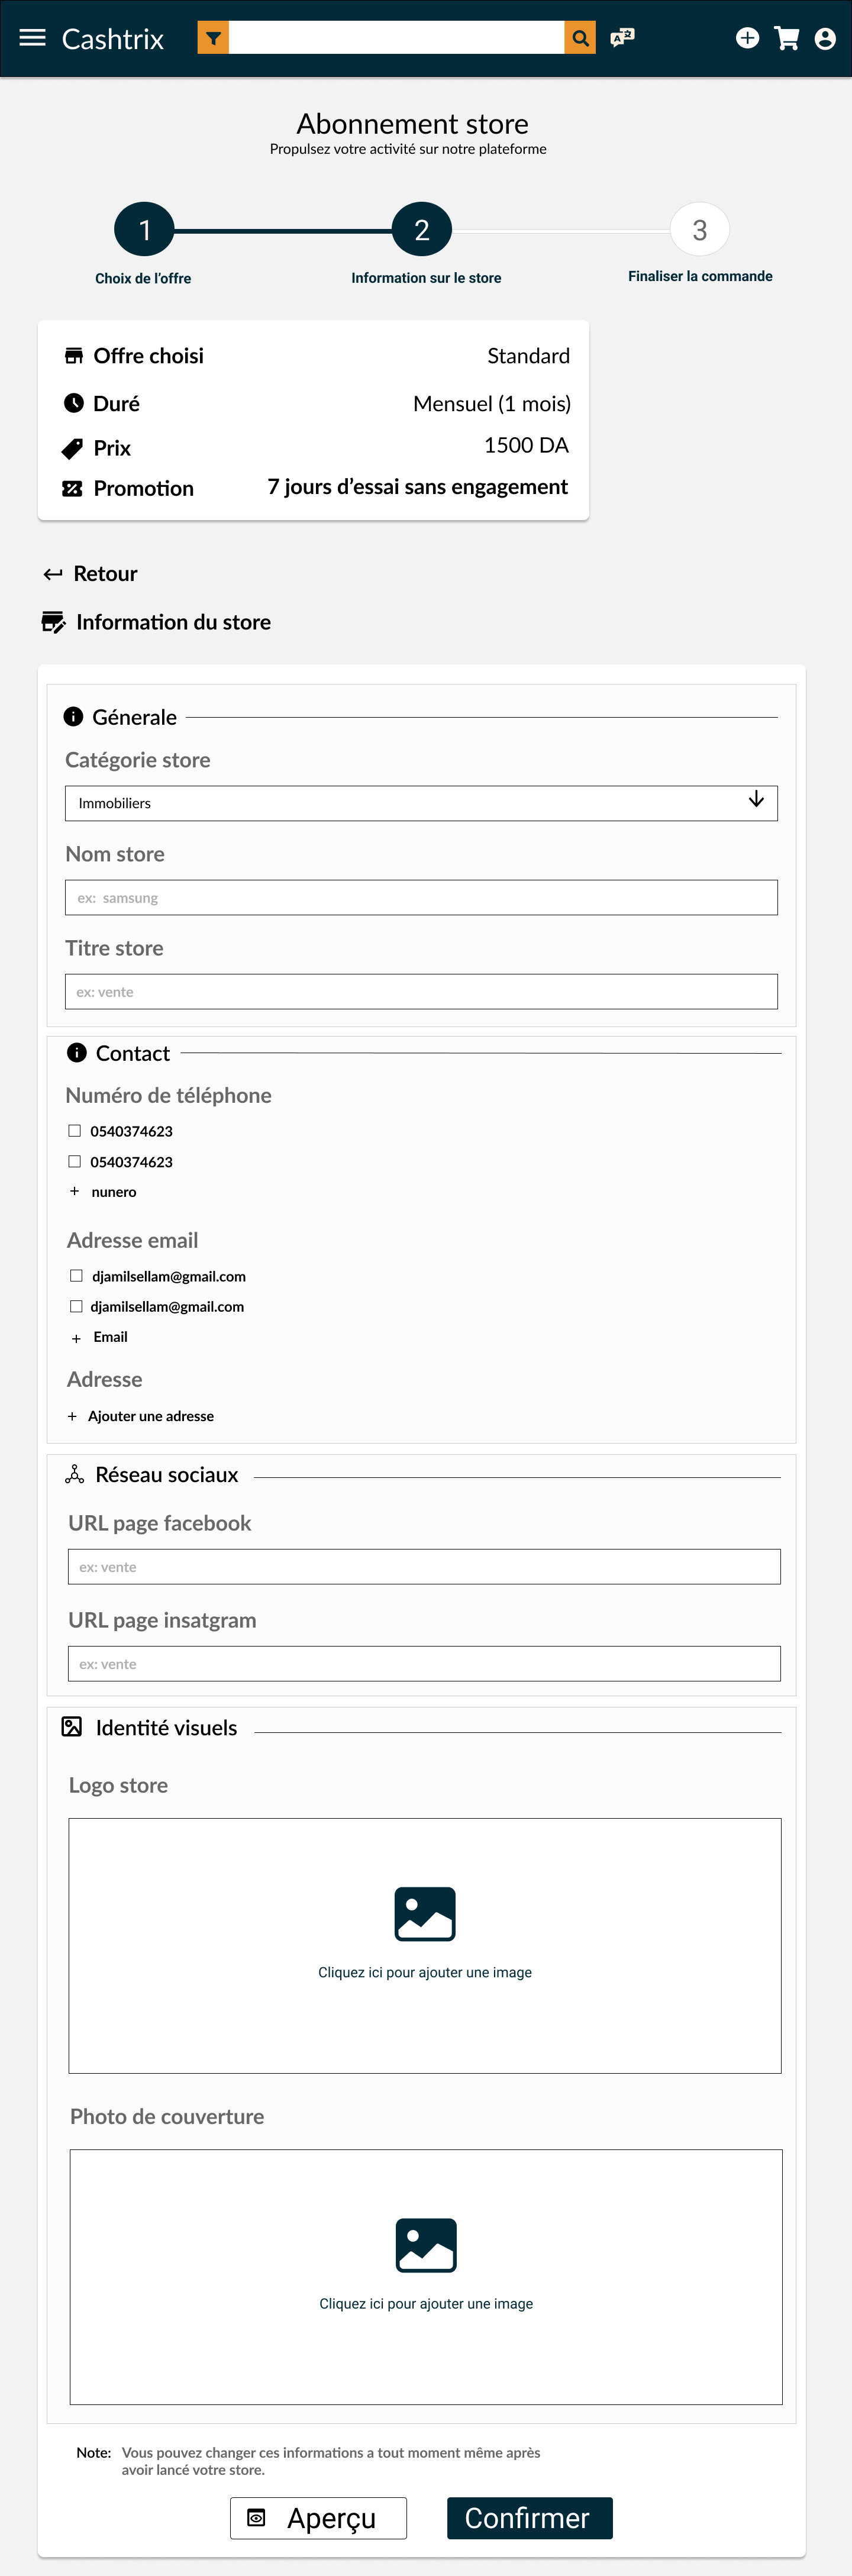 Cashtrix
Abonnement store
Propulsez votre activité sur notre plateforme
1
2
3
Choix de l'offre
Information sur le store
Finaliser la commande
Offre choisi
Standard
Duré
Mensuel (1 mois)
Prix
1500 DA
Promotion
7 jours d'essai sans engagement
Retour
Information du store
Génerale
Catégorie store
Immobiliers
Nom store
ex: samsung
Titre store
ex: vente
Contact
Numéro de téléphone
0540374623
0540374623
+ nunero
Adresse email
djamilsellam@gmail.com
djamilsellam@gmail.com
+ Email
Adresse
+ Ajouter une adresse
Réseau sociaux
URL page facebook
ex: vente
URL page insatgram
ex: vente
Identité visuels
Logo store
Cliquez ici pour ajouter une image
Photo de couverture
Cliquez ici pour ajouter une image
Note: Vous pouvez changer ces informations a tout moment même après
avoir lancé votre store.
Aperçu
Confirmer